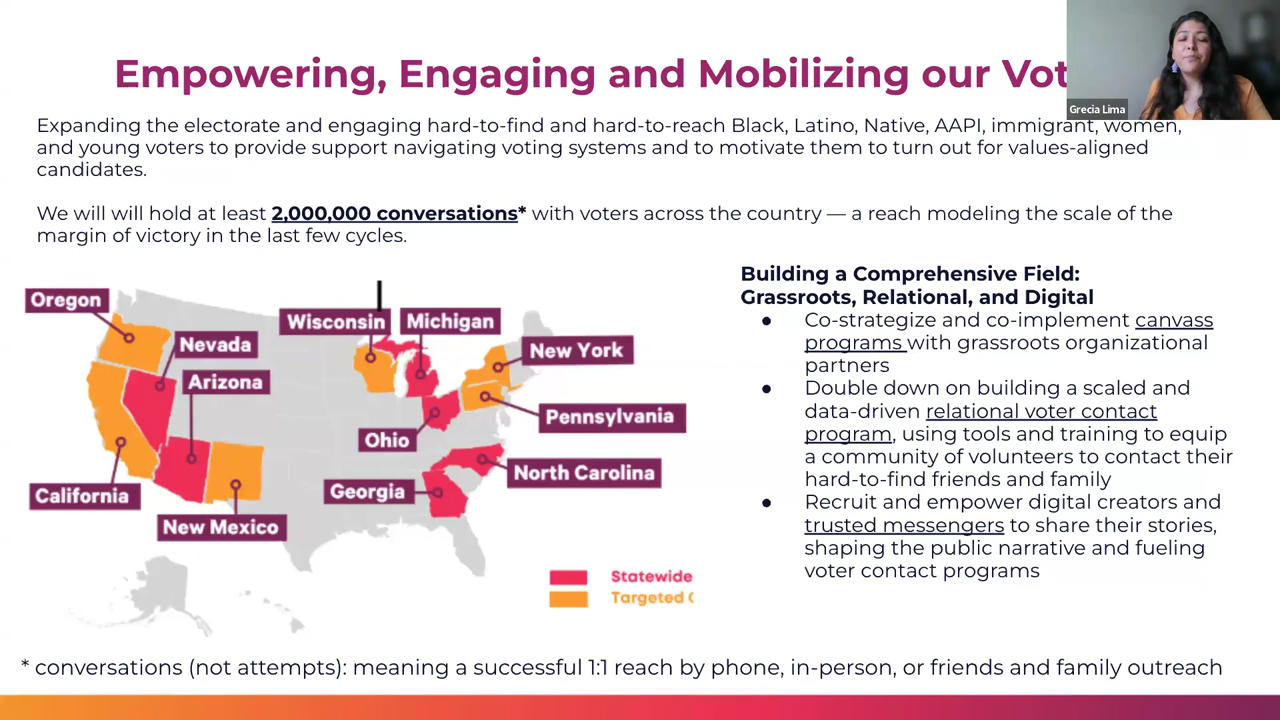 Empowering, Engaging and Mobilizing our
Grecia Lima
Expanding the electorate and engaging hard-to-find and hard-to-reach Black, Latino, Native, AAPI, immigrant, women,
and young voters to provide support navigating voting systems and to motivate them to turn out for values-aligned
candidates.
We will will hold at least 2,000,000 conversations* with voters across the country — a reach modeling the scale of the
margin of victory in the last few cycles.
Oregon
Nevada
Arizona
Wisconsin
Michigan
New York
Pennsylvania
Ohio
North Carolina
Georgia
California
New Mexico
Statewide
Targeted
Building a Comprehensive Field:
Grassroots, Relational, and Digital
● Co-strategize and co-implement canvass
programs with grassroots organizational
partners
● Double down on building a scaled and
data-driven relational voter contact
program, using tools and training to equip
a community of volunteers to contact their
hard-to-find friends and family
● Recruit and empower digital creators and
trusted messengers to share their stories,
shaping the public narrative and fueling
voter contact programs
* conversations (not attempts): meaning a successful 1:1 reach by phone, in-person, or friends and family outreach